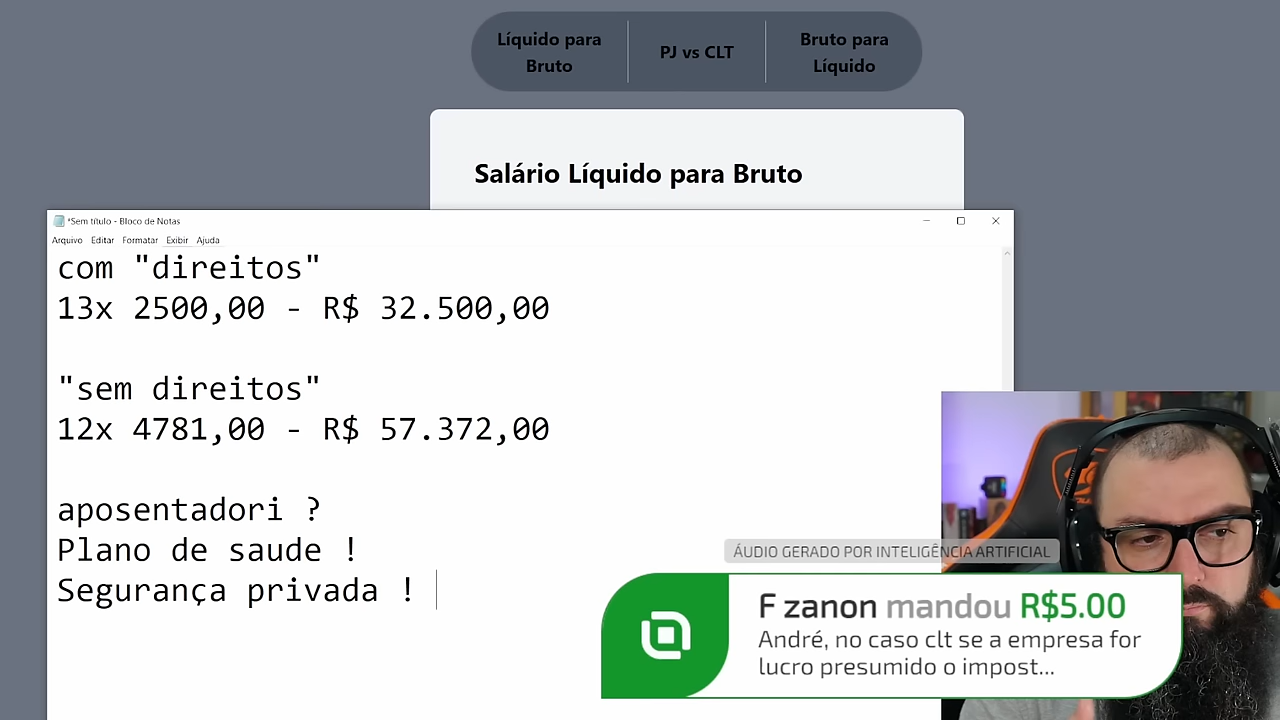 Líquido para
Bruto
PJ vs CLT
Bruto para
Líquido
Salário Líquido para Bruto
*Sem título - Bloco de Notas
Arquivo Editar Formatar Exibir Ajuda
com "direitos"
13x 2500,00 - R$ 32.500,00
"sem direitos"
12x 4781,00 - R$ 57.372,00
aposentadori ?
Plano de saude !
Segurança privada !
ÁUDIO GERADO POR INTELIGÊNCIA ARTIFICIAL
F zanon mandou R$5.00
André, no caso clt se a empresa for
lucro presumido o impost...